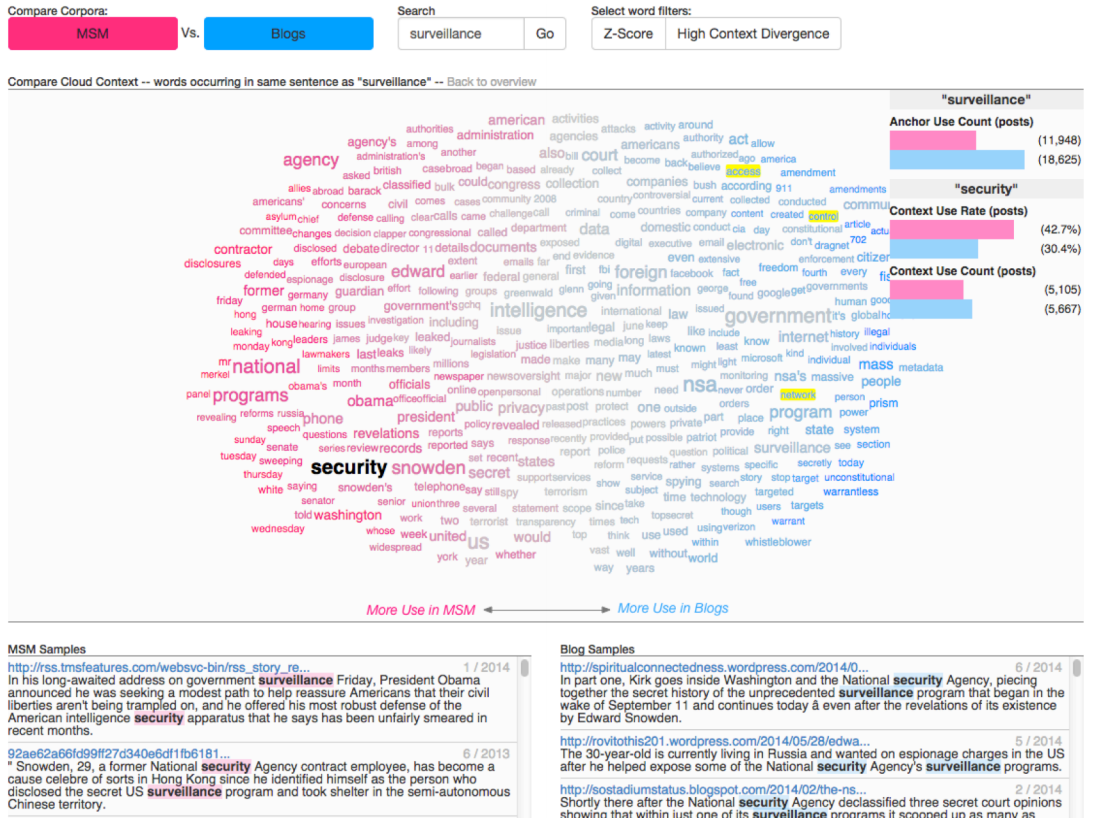 Compare Corpora: Search Select word filters:
MSM Vs. Blogs surveillance Go Z-Score High Context Divergence
Compare Cloud Context -- words occurring in same sentence as "surveillance" -- Back to overview
"surveillance"
Anchor Use Count (posts)
(11,948)
(18,625)
"security"
Context Use Rate (posts)
(42.7%)
(30.4%)
Context Use Count (posts)
(5,105)
(5,667)
american activities
authorities administration agencies attacks activity around
agency's among americans authority act allow
agency administration's another also bill court become back authorized ago america
asked british case broad began based already collect believe access amendment
allies abroad barack classified bulk could congress collection companies bush according 911
americans' concerns civil comes cases community 2008 country controversial current collected conducted amendments
asylum chief defense calling clear calls came challenge call criminal come countries company content created control
committee changes decision clapper congressional called department data domestic conduct cia day constitutional article
contractor disclosed debate director 11 details documents exposed digital executive email electronic don't dragnet 702
disclosures days efforts european extent emails far end evidence even extensive enforcement
defended espionage disclosure edward earlier federal general first fbi foreign facebook fact freedom fourth every
former germany guardian effort following groups greenwald glenn going given information george found free google get governments
friday german home group government's gchq intelligence international law issued government it's human
hong house hearing issues investigation including issue important legal june keep like include internet history illegal
leaking monday kong leaders james judge key leaked journalists justice liberties media long laws known least know involved individuals
mr lawmakers last leaks likely legislation made make many may latest might light microsoft kind individual mass metadata
merkel national limits months members millions newspaper news oversight major new much must nsa monitoring nsa's massive people
panel programs obama's month officials online open personal operations number need never order network person prism
revealing reforms russia phone obama office official public privacy past post protect one outside orders program power
speech president policy revealed released practices powers private part place
sunday questions revelations reports response recently provided put possible patriot provide right state system
tuesday senate series review records reported says report police question political surveillance see section
sweeping security snowden set recent states reform requests rather systems specific secretly today
thursday snowden's secret support services show service spying search story stop target unconstitutional
white saying telephone say still spy terrorism subject time technology targeted warrantless
senator senior union three several statement scope since take though users targets
told washington work two terrorist transparency times tech topsecret using verizon warrant
wednesday whose week united us would top think use used within whistleblower
widespread york year whether vast well without world
way years
More Use in MSM More Use in Blogs
MSM Samples
http://rss.tmsfeatures.com/websvc-bin/rss_story_re... 1 / 2014
In his long-awaited address on government surveillance Friday, President Obama
announced he was seeking a modest path to help reassure Americans that their civil
liberties aren't being trampled on, and he offered his most robust defense of the
American intelligence security apparatus that he says has been unfairly smeared in
recent months.
92ae62a66fd99ff27d340e6df1fb6181... 6 / 2013
" Snowden, 29, a former National security Agency contract employee, has become a
cause celebre of sorts in Hong Kong since he identified himself as the person who
disclosed the secret US surveillance program and took shelter in the semi-autonomous
Chinese territory.
Blog Samples
http://spiritualconnectedness.wordpress.com/2014/0... 6 / 2014
In part one, Kirk goes inside Washington and the National security Agency, piecing
together the secret history of the unprecedented surveillance program that began in the
wake of September 11 and continues today â even after the revelations of its existence
by Edward Snowden.
http://rovitothis201.wordpress.com/2014/05/28/edwa... 5 / 2014
The 30-year-old is currently living in Russia and wanted on espionage charges in the US
after he helped expose some of the National security Agency's surveillance programs.
http://sostadiumstatus.blogspot.com/2014/02/the-ns... 2 / 2014
Shortly there after the National security Agency declassified three secret court opinions
showing that within just one of its surveillance programs it scooped up as many as